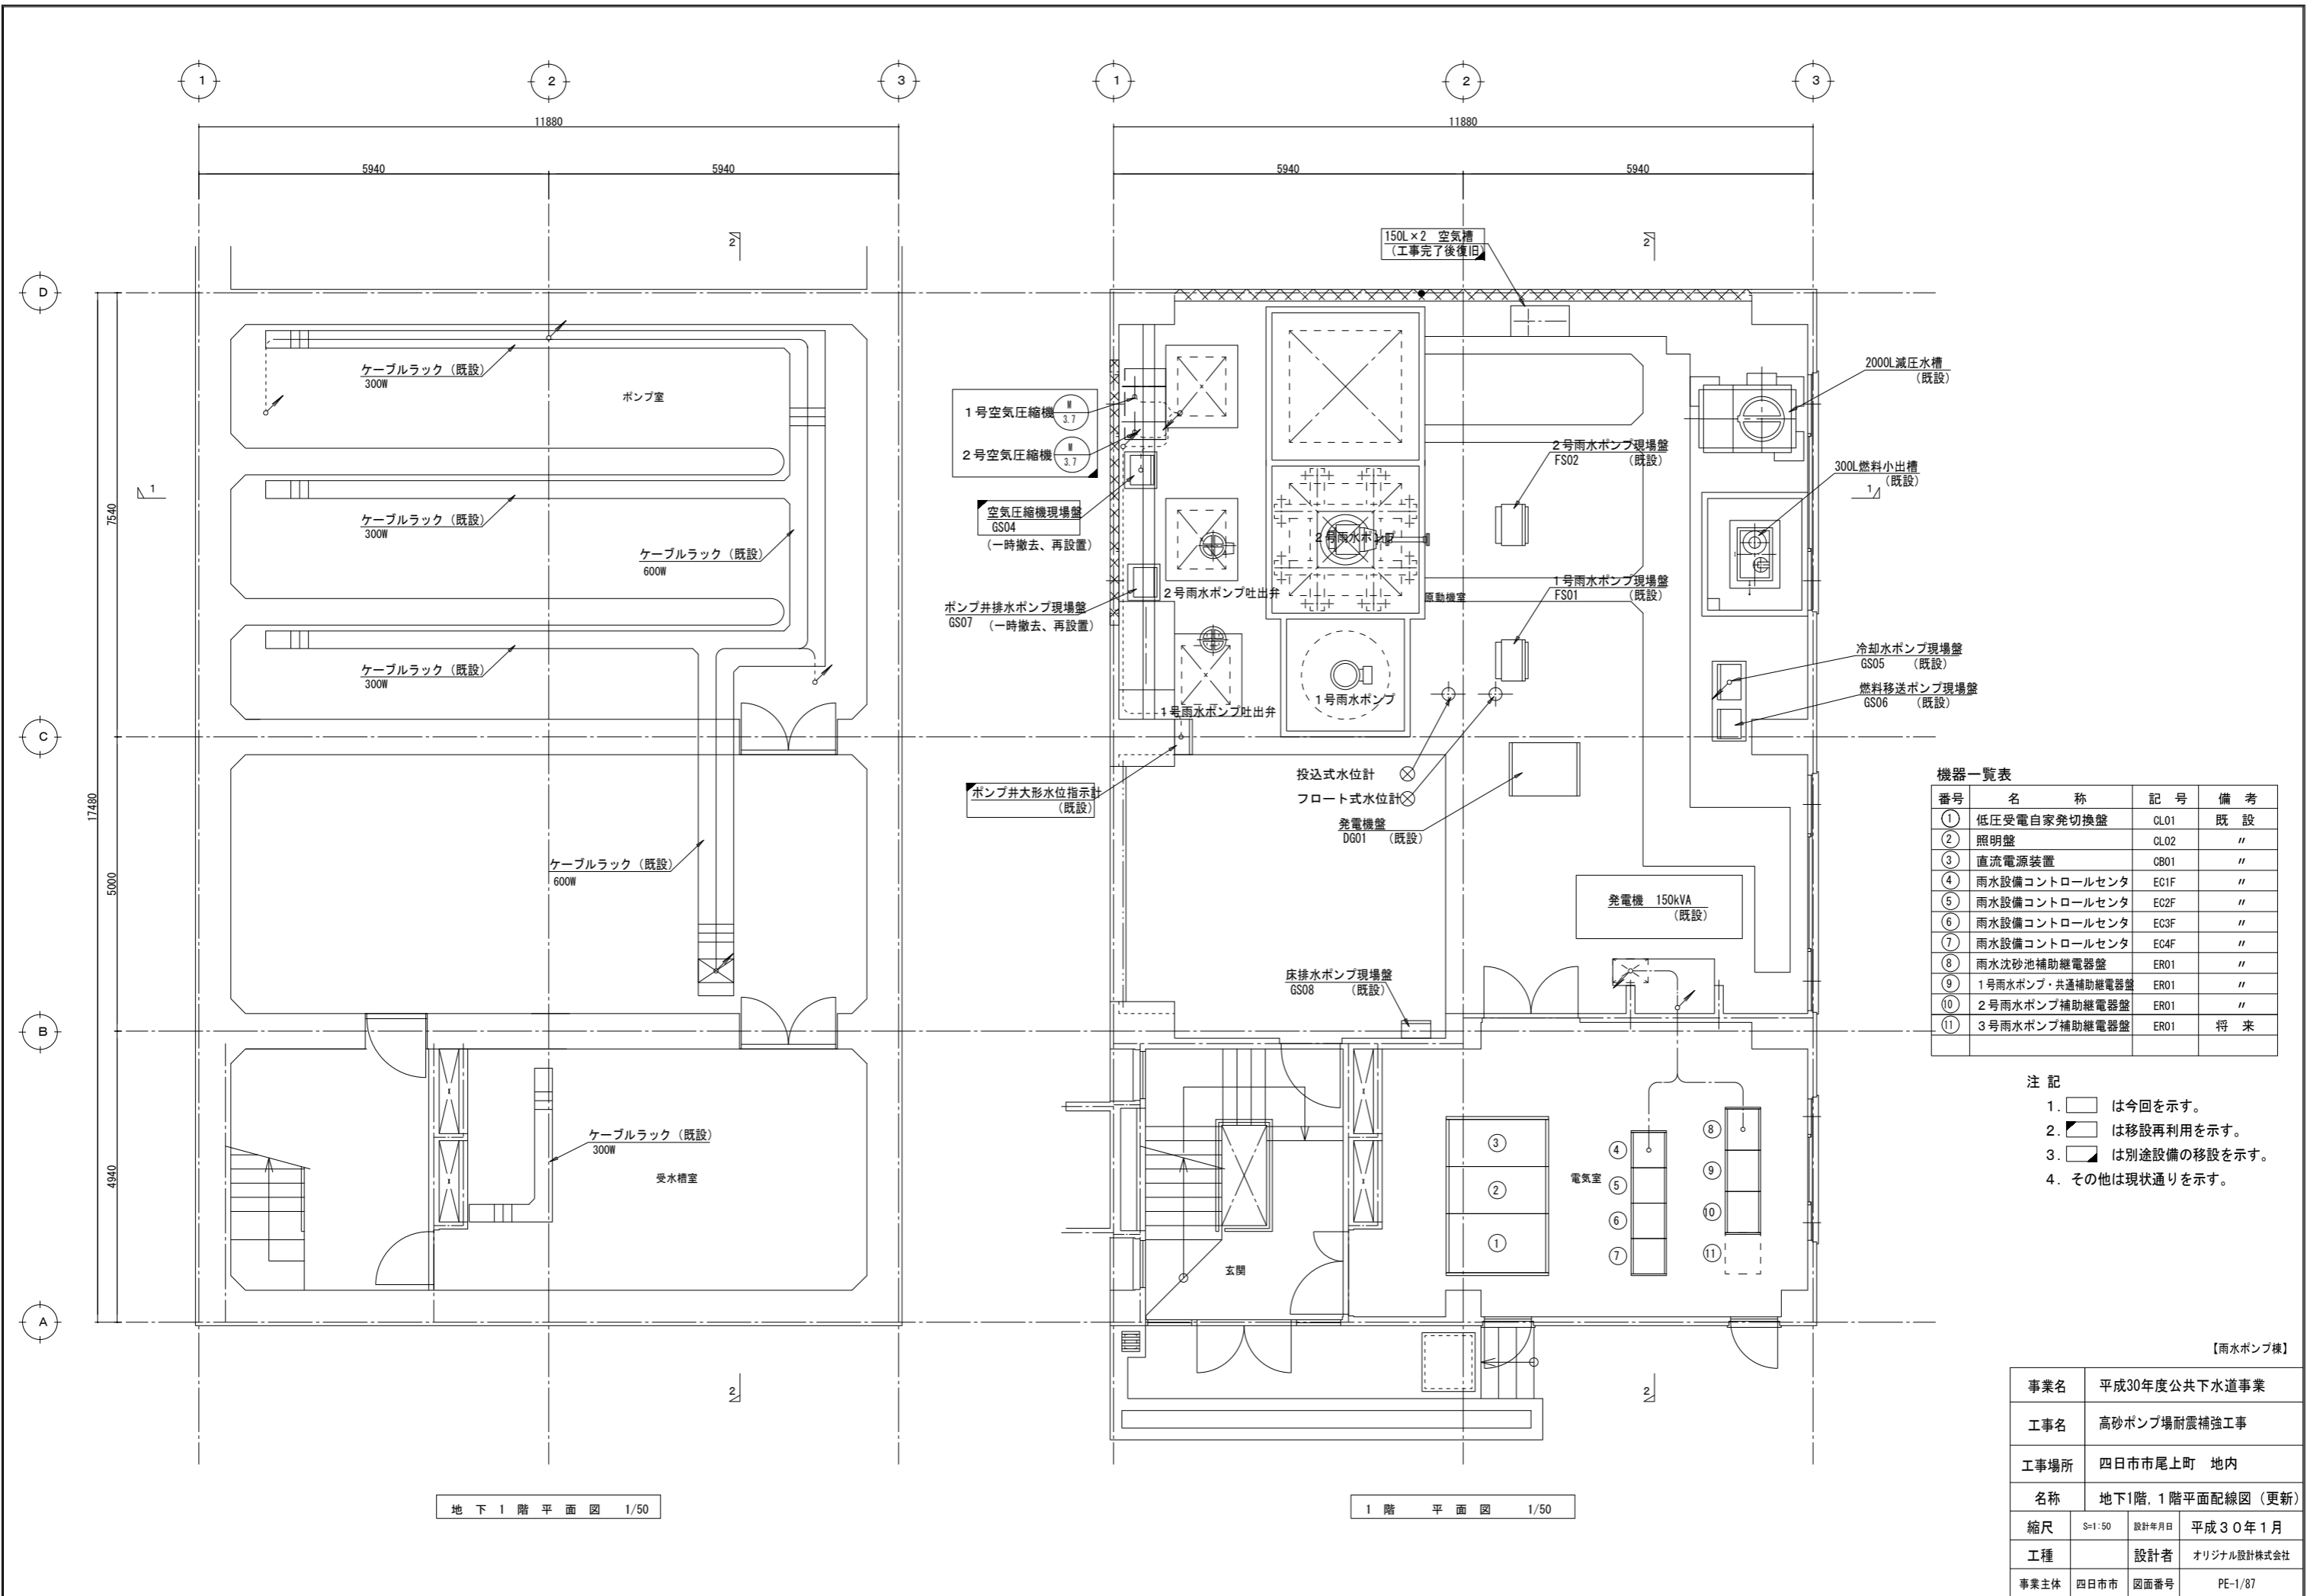 1
2
3
1
2
3
11880
11880
5940
5940
5940
5940
2
2
150L×2 空気槽
(工事完了後復旧)
D
ケーブルラック（既設）
300W
ポンプ室
1号空気圧縮機
M
3.7
2号空気圧縮機
M
3.7
2000L減圧水槽
（既設）
2号雨水ポンプ現場盤
FS02 （既設）
300L燃料小出槽
（既設）
1
1
7540
ケーブルラック（既設）
300W
空気圧縮機現場盤
GS04
（一時撤去、再設置）
2号雨水ポンプ
ケーブルラック（既設）
600W
1号雨水ポンプ現場盤
FS01 （既設）
2号雨水ポンプ吐出弁
原動機室
ポンプ井排水ポンプ現場盤
GS07 （一時撤去、再設置）
ケーブルラック（既設）
300W
冷却水ポンプ現場盤
GS05 （既設）
燃料移送ポンプ現場盤
GS06 （既設）
1号雨水ポンプ
1号雨水ポンプ吐出弁
C
投込式水位計
フロート式水位計
ポンプ井大形水位指示計
（既設）
発電機盤
DG01 （既設）
17480
5000
ケーブルラック（既設）
600W
発電機 150kVA
（既設）
床排水ポンプ現場盤
GS08 （既設）
B
ケーブルラック（既設）
300W
受水槽室
4940
③
②
①
④
⑤
⑥
⑦
電気室
⑧
⑨
⑩
⑪
玄関
A
2
2
地下1階平面図 1/50
1階 平面図 1/50
機器一覧表
番号 名 称 記 号 備 考
① 低圧受電自家発切換盤 CL01 既 設
② 照明盤 CL02 〃
③ 直流電源装置 CB01 〃
④ 雨水設備コントロールセンタ EC1F 〃
⑤ 雨水設備コントロールセンタ EC2F 〃
⑥ 雨水設備コントロールセンタ EC3F 〃
⑦ 雨水設備コントロールセンタ EC4F 〃
⑧ 雨水沈砂池補助継電器盤 ER01 〃
⑨ 1号雨水ポンプ・共通補助継電器盤 ER01 〃
⑩ 2号雨水ポンプ補助継電器盤 ER01 〃
⑪ 3号雨水ポンプ補助継電器盤 ER01 将 来
注 記
1. は今回を示す。
2. は移設再利用を示す。
3. は別途設備の移設を示す。
4. その他は現状通りを示す。
【雨水ポンプ棟】
事業名 平成30年度公共下水道事業
工事名 高砂ポンプ場耐震補強工事
工事場所 四日市市尾上町 地内
名称 地下1階,1階平面配線図（更新）
縮尺 S=1:50 設計年月日 平成30年1月
工種 設計者 オリジナル設計株式会社
事業主体 四日市市 図面番号 PE-1/87